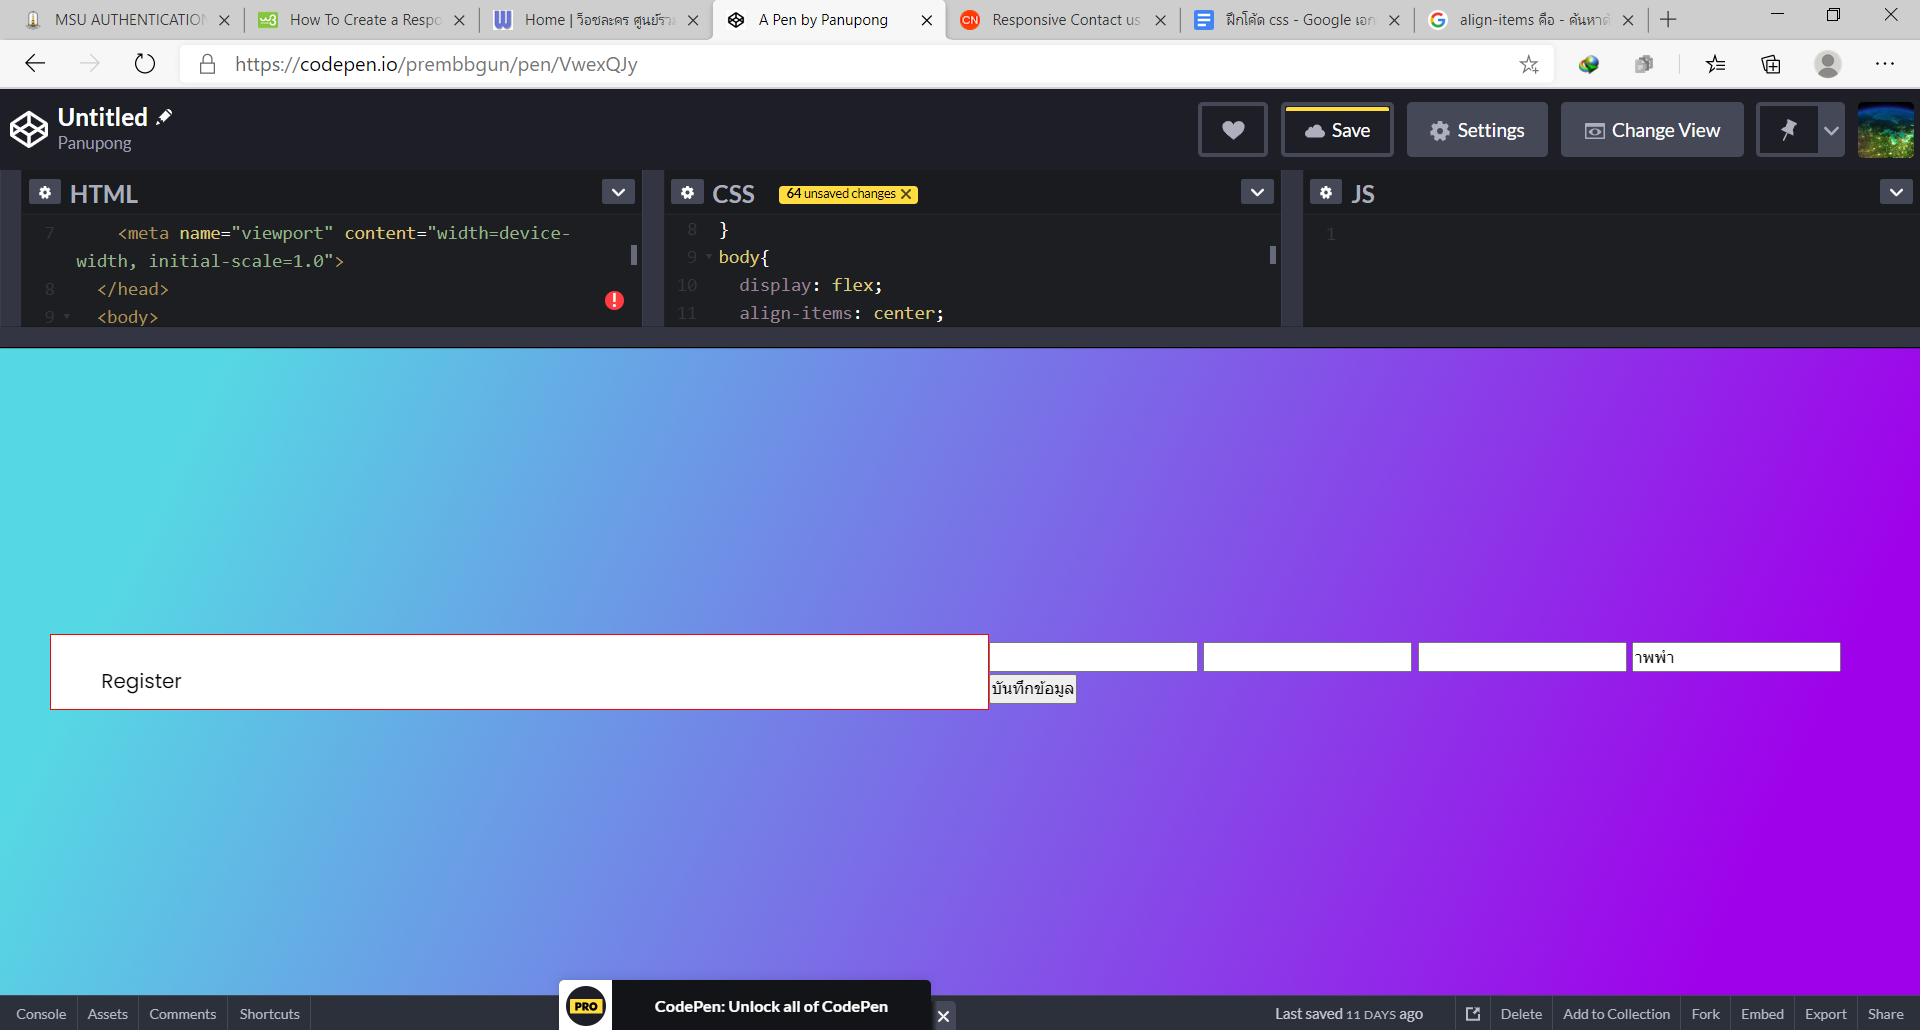 MSU AUTHENTICATION
How To Create a Respo
Home | ว็อชละคร ศูนย์รวม
A Pen by Panupong
Responsive Contact us
ฝึกโค้ด css - Google เอก
align-items คือ - ค้นหาด้
https://codepen.io/prembbgun/pen/VwexQJy
Untitled
Panupong
Save
Settings
Change View
HTML
CSS
64 unsaved changes
JS
7 <meta name="viewport" content="width=device-
width, initial-scale=1.0">
8 </head>
9 <body>
8 }
9 body{
10 display: flex;
11 align-items: center;
1
Register
าพพำ
บันทึกข้อมูล
PRO
CodePen: Unlock all of CodePen
Console
Assets
Comments
Shortcuts
Last saved 11 DAYS ago
Delete
Add to Collection
Fork
Embed
Export
Share